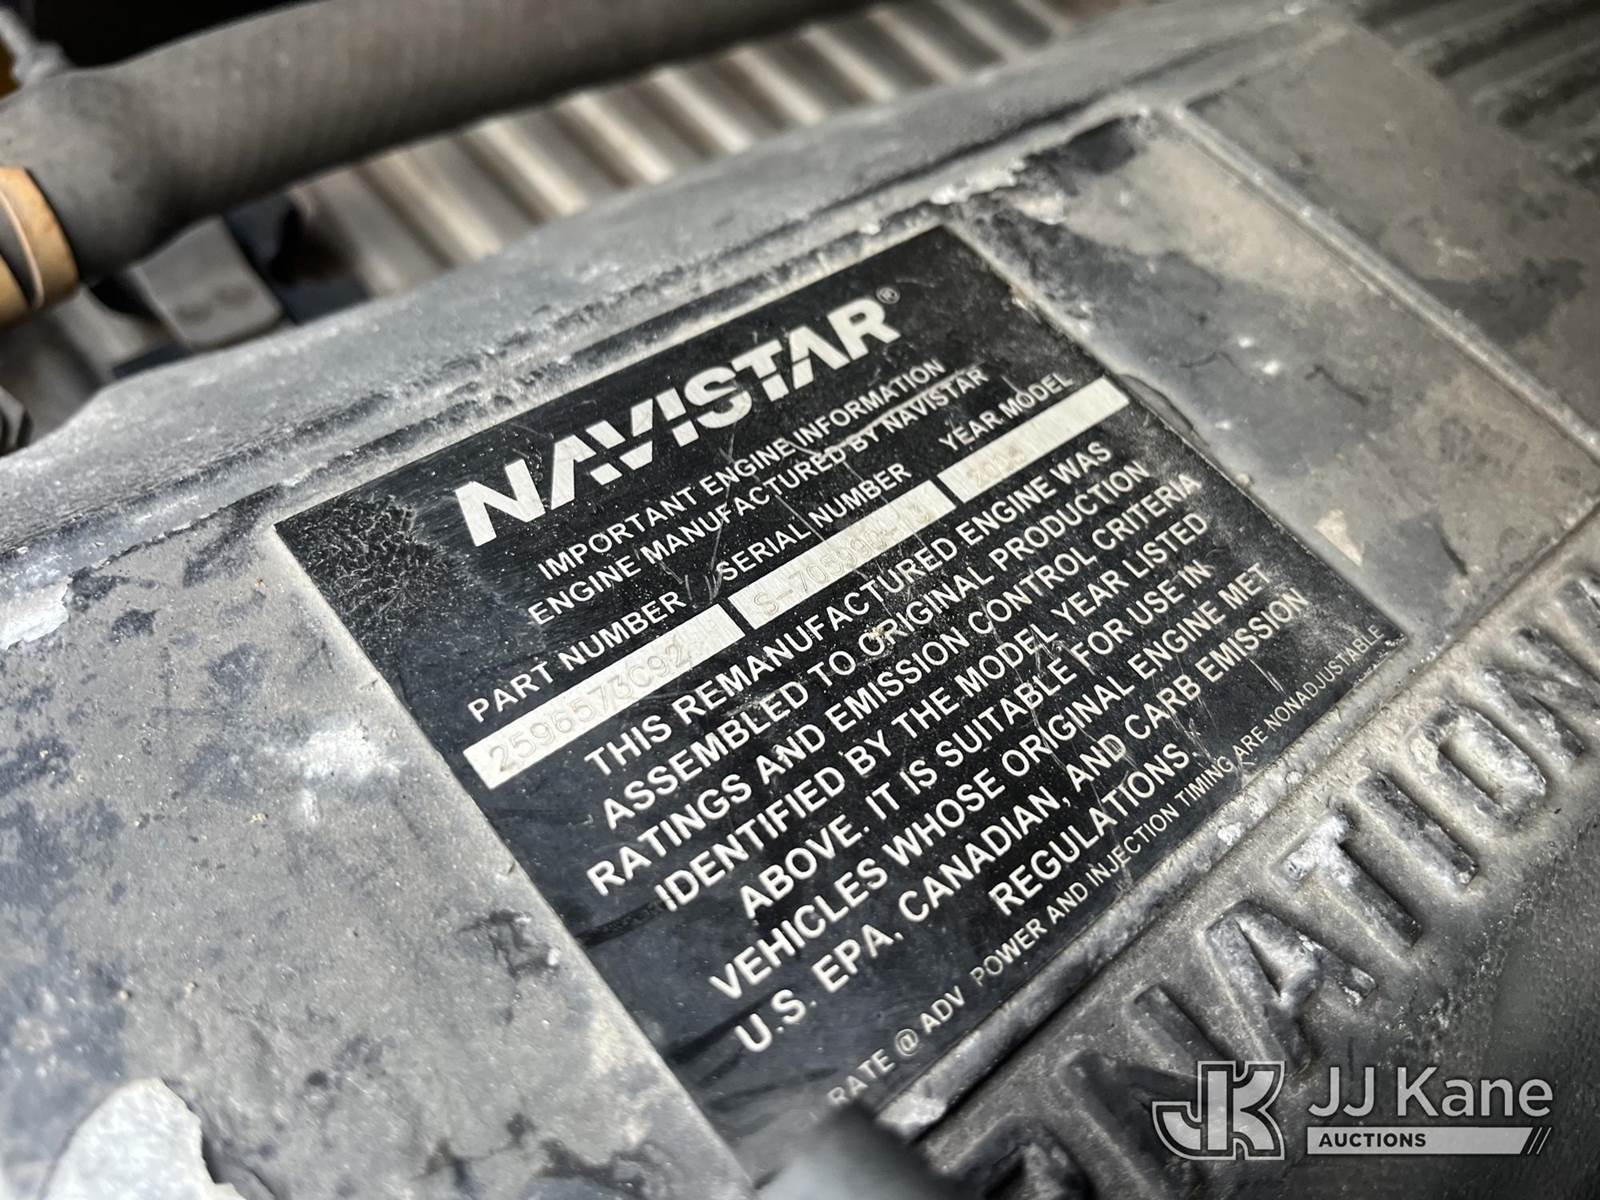 NAVISTAR®
IMPORTANT ENGINE INFORMATION
ENGINE MANUFACTURED BY NAVISTAR
PART NUMBER SERIAL NUMBER YEAR MODEL
2596573C92
THIS REMANUFACTURED ENGINE WAS
ASSEMBLED TO ORIGINAL PRODUCTION
RATINGS AND EMISSION CONTROL CRITERIA
IDENTIFIED BY THE MODEL YEAR LISTED
ABOVE. IT IS SUITABLE FOR USE IN
VEHICLES WHOSE ORIGINAL ENGINE MET
U.S. EPA, CANADIAN, AND CARB EMISSION
REGULATIONS.
RATE @ ADV POWER AND INJECTION TIMING ARE NONADJUSTABLE
JK JJ Kane
AUCTIONS